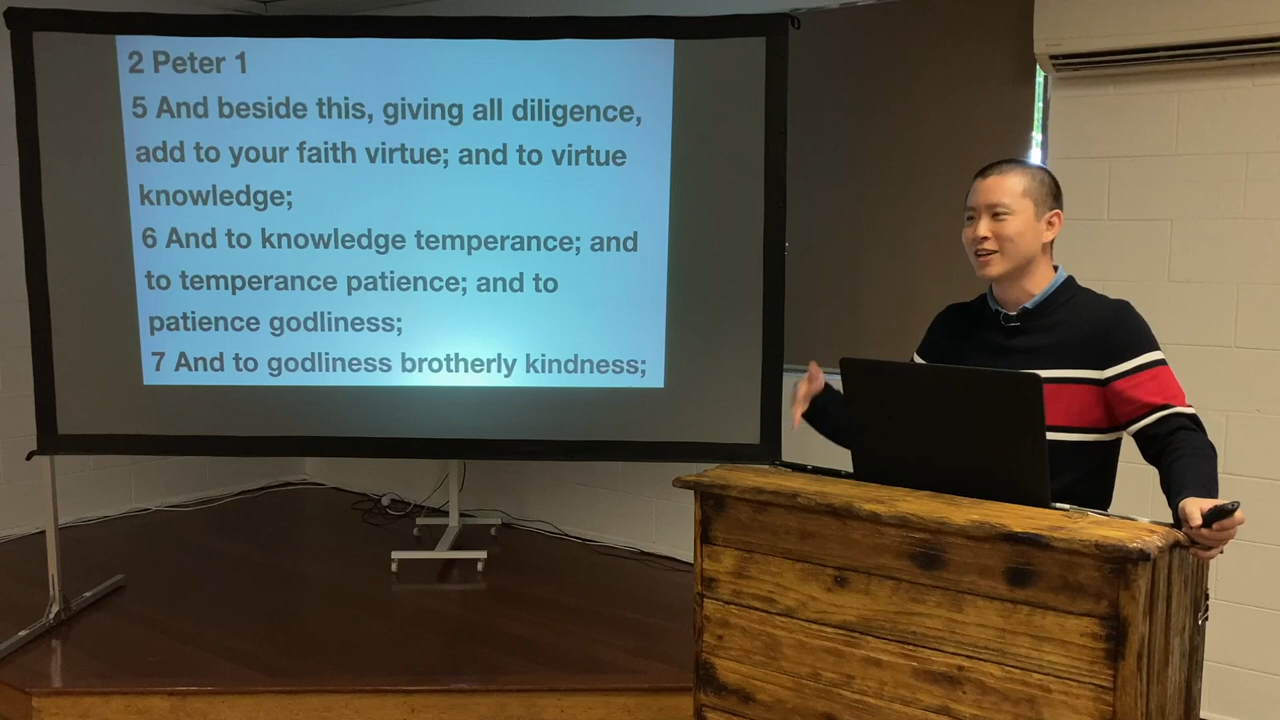 2 Peter 1
5 And beside this, giving all diligence,
add to your faith virtue; and to virtue
knowledge;
6 And to knowledge temperance; and
to temperance patience; and to
patience godliness;
7 And to godliness brotherly kindness;